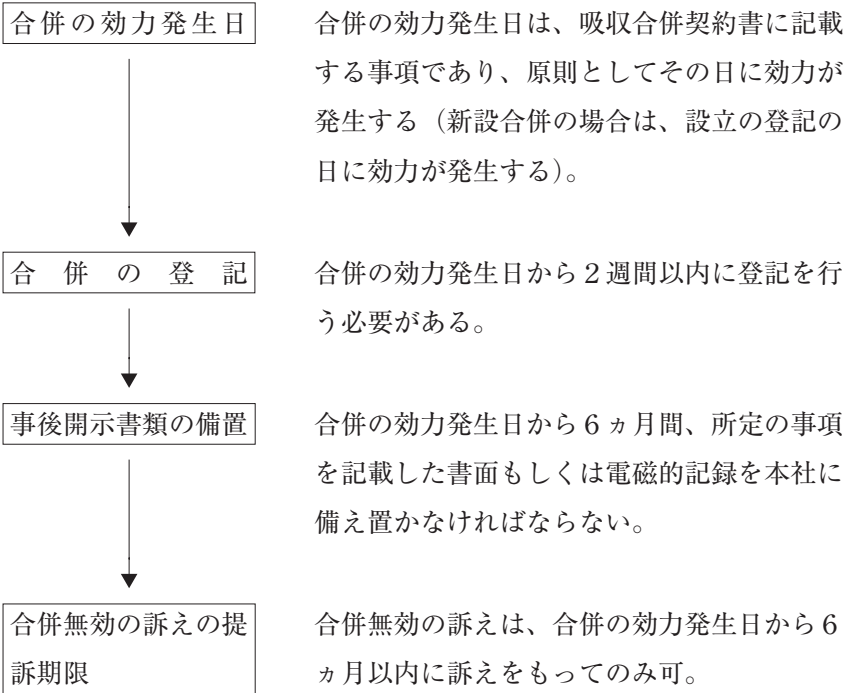 合併の効力発生日
合併の効力発生日は、吸収合併契約書に記載
する事項であり、原則としてその日に効力が
発生する（新設合併の場合は、設立の登記の
日に効力が発生する）。
合併の登記
合併の効力発生日から２週間以内に登記を行
う必要がある。
事後開示書類の備置
合併の効力発生日から６ヵ月間、所定の事項
を記載した書面もしくは電磁的記録を本社に
備え置かなければならない。
合併無効の訴えの提
訴期限
合併無効の訴えは、合併の効力発生日から６
ヵ月以内に訴えをもってのみ可。